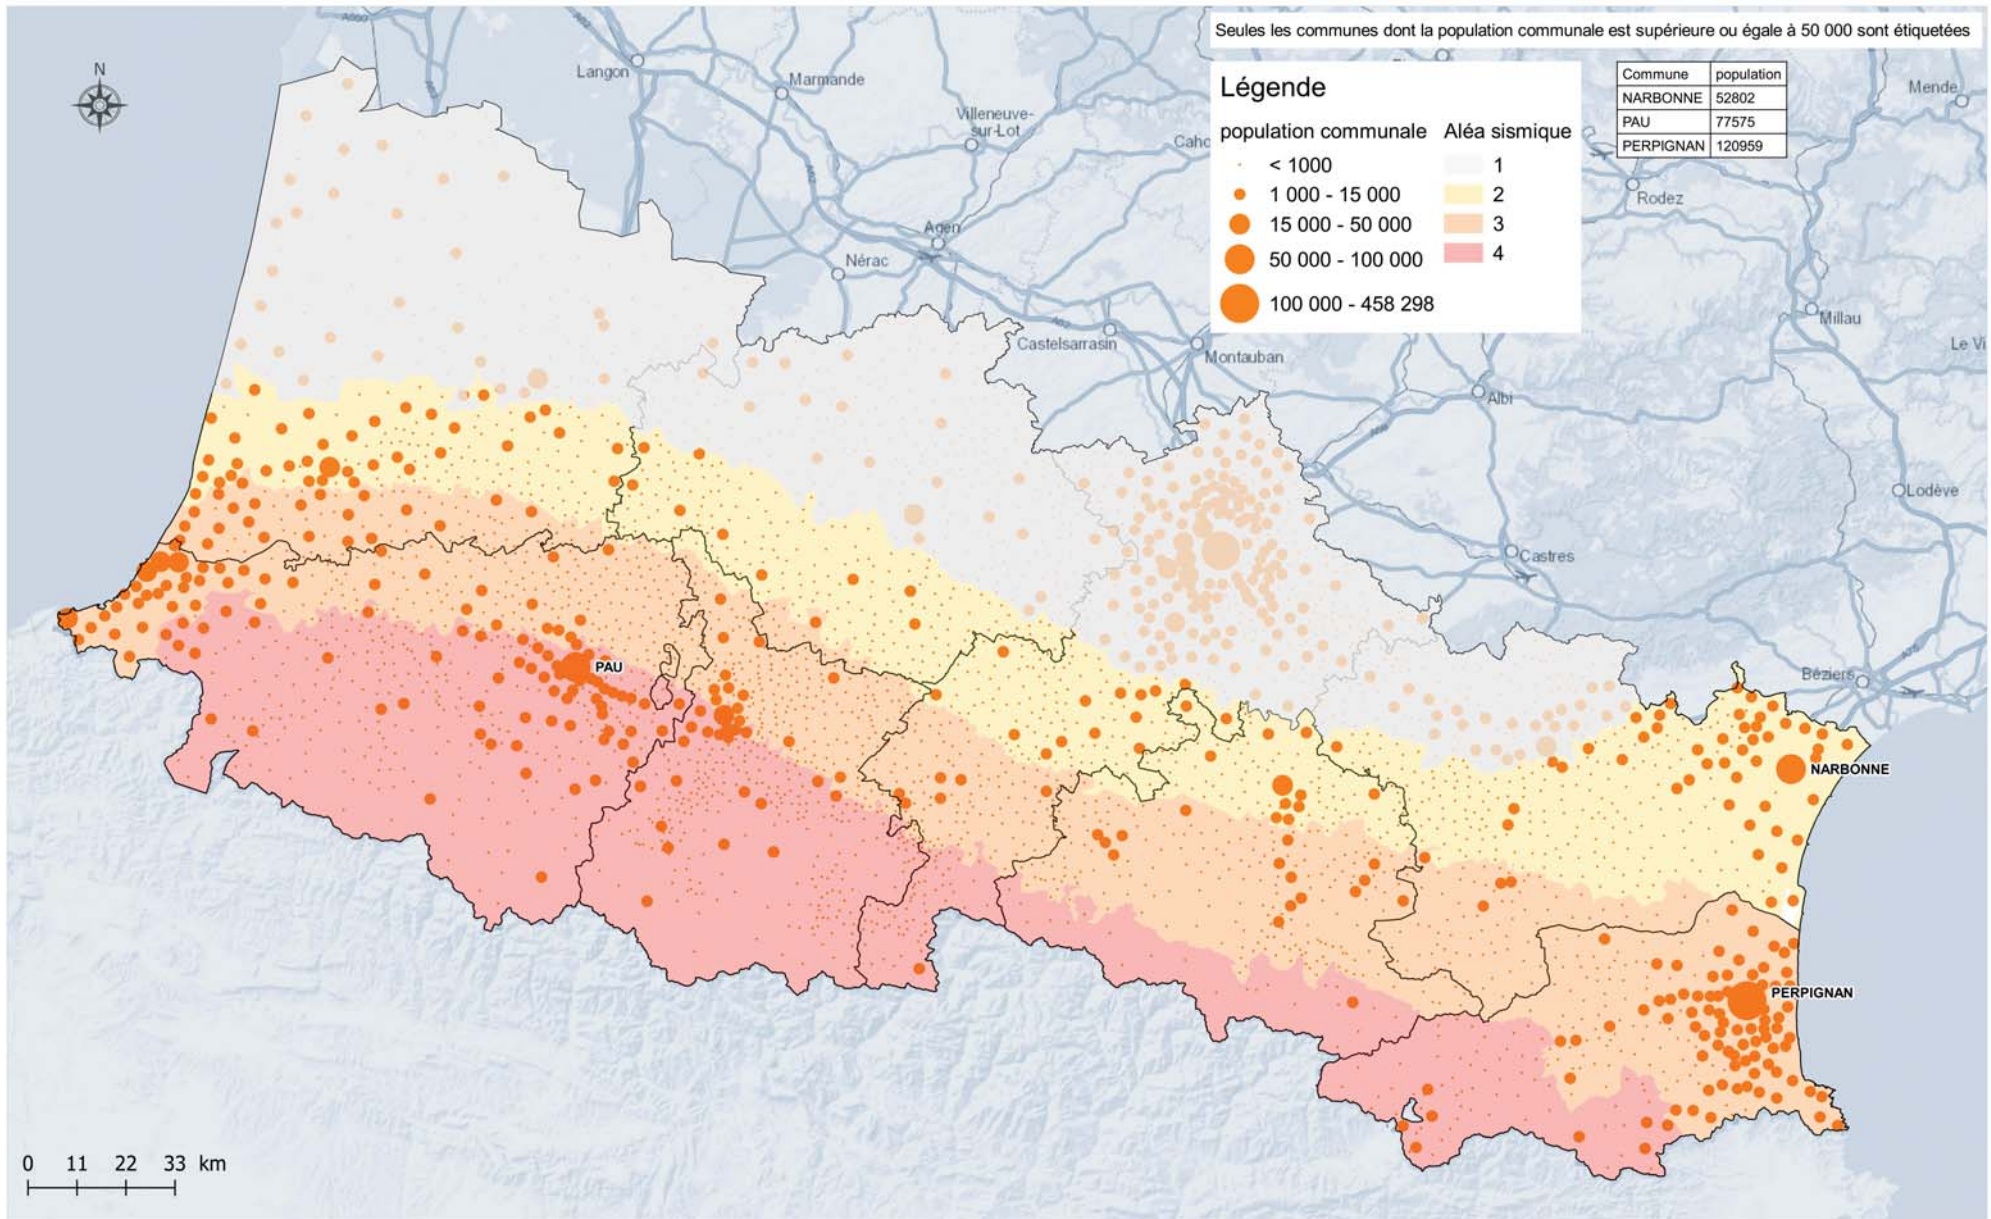 Seules les communes dont la population communale est supérieure ou égale à 50 000 sont étiquetées
N
Légende
population communale
< 1000
1 000 - 15 000
15 000 - 50 000
50 000 - 100 000
100 000 - 458 298
Aléa sismique
1
2
3
4
Commune population
NARBONNE 52802
PAU 77575
PERPIGNAN 120959
Langon
Marmande
Villeneuve-
sur-Lot
Caho
Mende
Rodez
Agen
Nérac
Castelsarrasin
Montauban
Millau
Le Vi
Albi
Lodève
Castres
Béziers
PAU
NARBONNE
PERPIGNAN
0 11 22 33 km